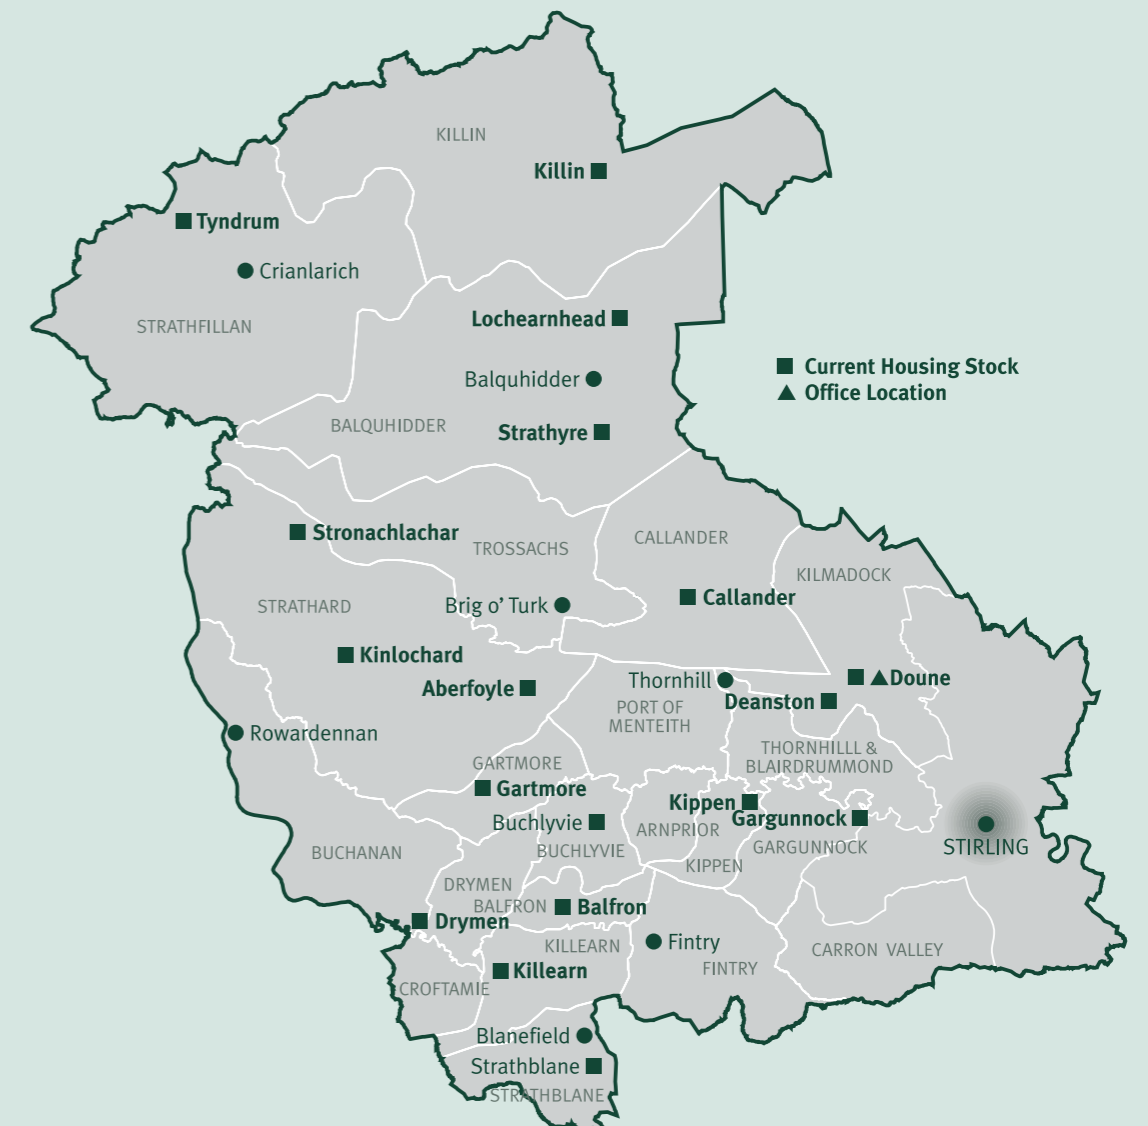 KILLIN
Killin
Tyndrum
Crianlarich
STRATHFILLAN
Lochearnhead
Current Housing Stock
Balquhidder
Office Location
BALQUHIDDER
Strathyre
Stronachlachar
CALLANDER
TROSSACHS
KILMADOCK
STRATHARD
Brig o' Turk
Callander
Kinlochard
Thornhill
Doune
Aberfoyle
Deanston
PORT OF
MENTEITH
Rowardennan
THORNHILLL &
BLAIRDRUMMOND
GARTMORE
Gartmore
Kippen
Gargunnock
Buchlyvie
ARNPRIOR
STIRLING
BUCHANAN
BUCHLYVIE
GARGUNNOCK
KIPPEN
DRYMEN
BALFRON
Balfron
Drymen
KILLEARN
Fintry
CARRON VALLEY
Killearn
FINTRY
CROFTAMIE
Blanefield
Strathblane
STRATHBLANE